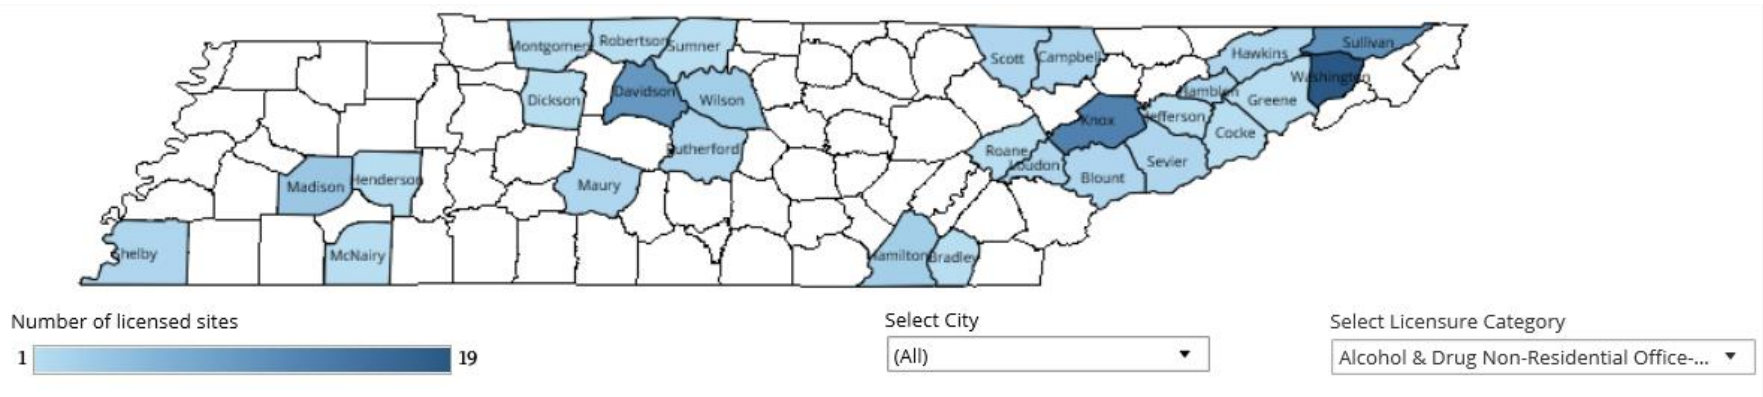 Montgomery
Robertson
Sumner
Scott
Campbell
Hawkins
Sullivan
Washington
Dickson
Davidson
Wilson
Hamblen
Greene
Knox
Jefferson
Cocke
Rutherford
Roane
Loudon
Sevier
Blount
Madison
Henderson
Maury
Shelby
McNairy
Hamilton
Bradley
Number of licensed sites
1
19
Select City
(All)
Select Licensure Category
Alcohol & Drug Non-Residential Office-...